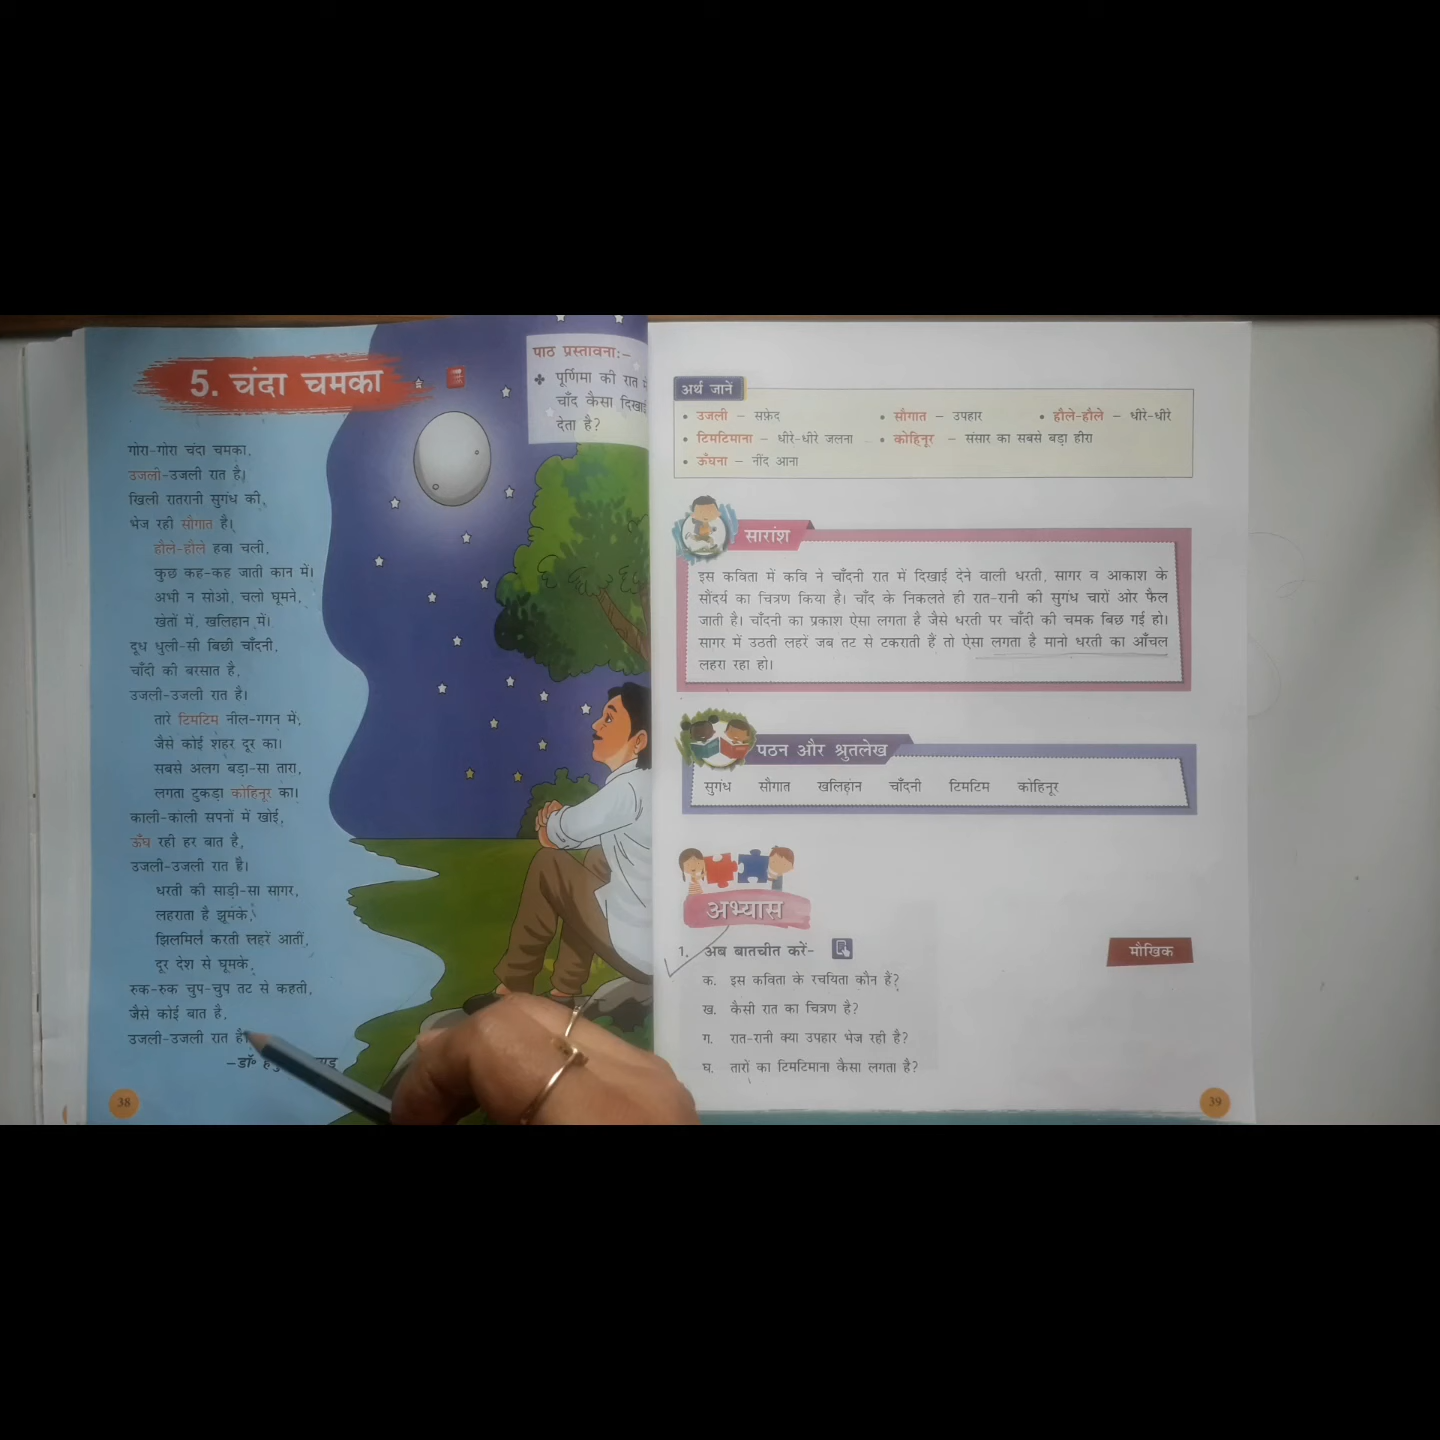 5. चंदा चमका
पाठ प्रस्तावना:-
पूर्णिमा की रात
चाँद कैसा दिखाई
देता है?
गोरा-गोरा चंदा चमका,
उजली-उजली रात है।
खिली रातरानी सुगंध की,
भेज रही सौगात है।
हौले-हौले हवा चली,
कुछ कह-कह जाती कान में।
अभी न सोओ, चलो घूमने,
खेतों में, खलिहान में।
दूध धुली-सी बिछी चाँदनी,
चाँदी की बरसात है,
उजली-उजली रात है।
तारे टिमटिम नील-गगन में,
जैसे कोई शहर दूर का।
सबसे अलग बड़ा-सा तारा,
लगता टुकड़ा कोहिनूर का।
काली-काली सपनों में खोई,
ऊँघ रही हर बात है,
उजली-उजली रात है।
धरती की साड़ी-सा सागर,
लहराता है झूमके,
झिलमिल करती लहरें आतीं,
दूर देश से घूमके,
रुक-रुक चुप-चुप तट से कहती,
जैसे कोई बात है,
उजली-उजली रात है।
–डॉ॰
38
अर्थ जानें
• उजली – सफ़ेद • सौगात – उपहार • हौले-हौले – धीरे-धीरे
• टिमटिमाना – धीरे-धीरे जलना • कोहिनूर – संसार का सबसे बड़ा हीरा
• ऊँघना – नींद आना
सारांश
इस कविता में कवि ने चाँदनी रात में दिखाई देने वाली धरती, सागर व आकाश के
सौंदर्य का चित्रण किया है। चाँद के निकलते ही रात-रानी की सुगंध चारों ओर फैल
जाती है। चाँदनी का प्रकाश ऐसा लगता है जैसे धरती पर चाँदी की चमक बिछ गई हो।
सागर में उठती लहरें जब तट से टकराती हैं तो ऐसा लगता है मानो धरती का आँचल
लहरा रहा हो।
पठन और श्रुतलेख
सुगंध सौगात खलिहान चाँदनी टिमटिम कोहिनूर
अभ्यास
1. अब बातचीत करें-
मौखिक
क. इस कविता के रचयिता कौन हैं?
ख. कैसी रात का चित्रण है?
ग. रात-रानी क्या उपहार भेज रही है?
घ. तारों का टिमटिमाना कैसा लगता है?
39